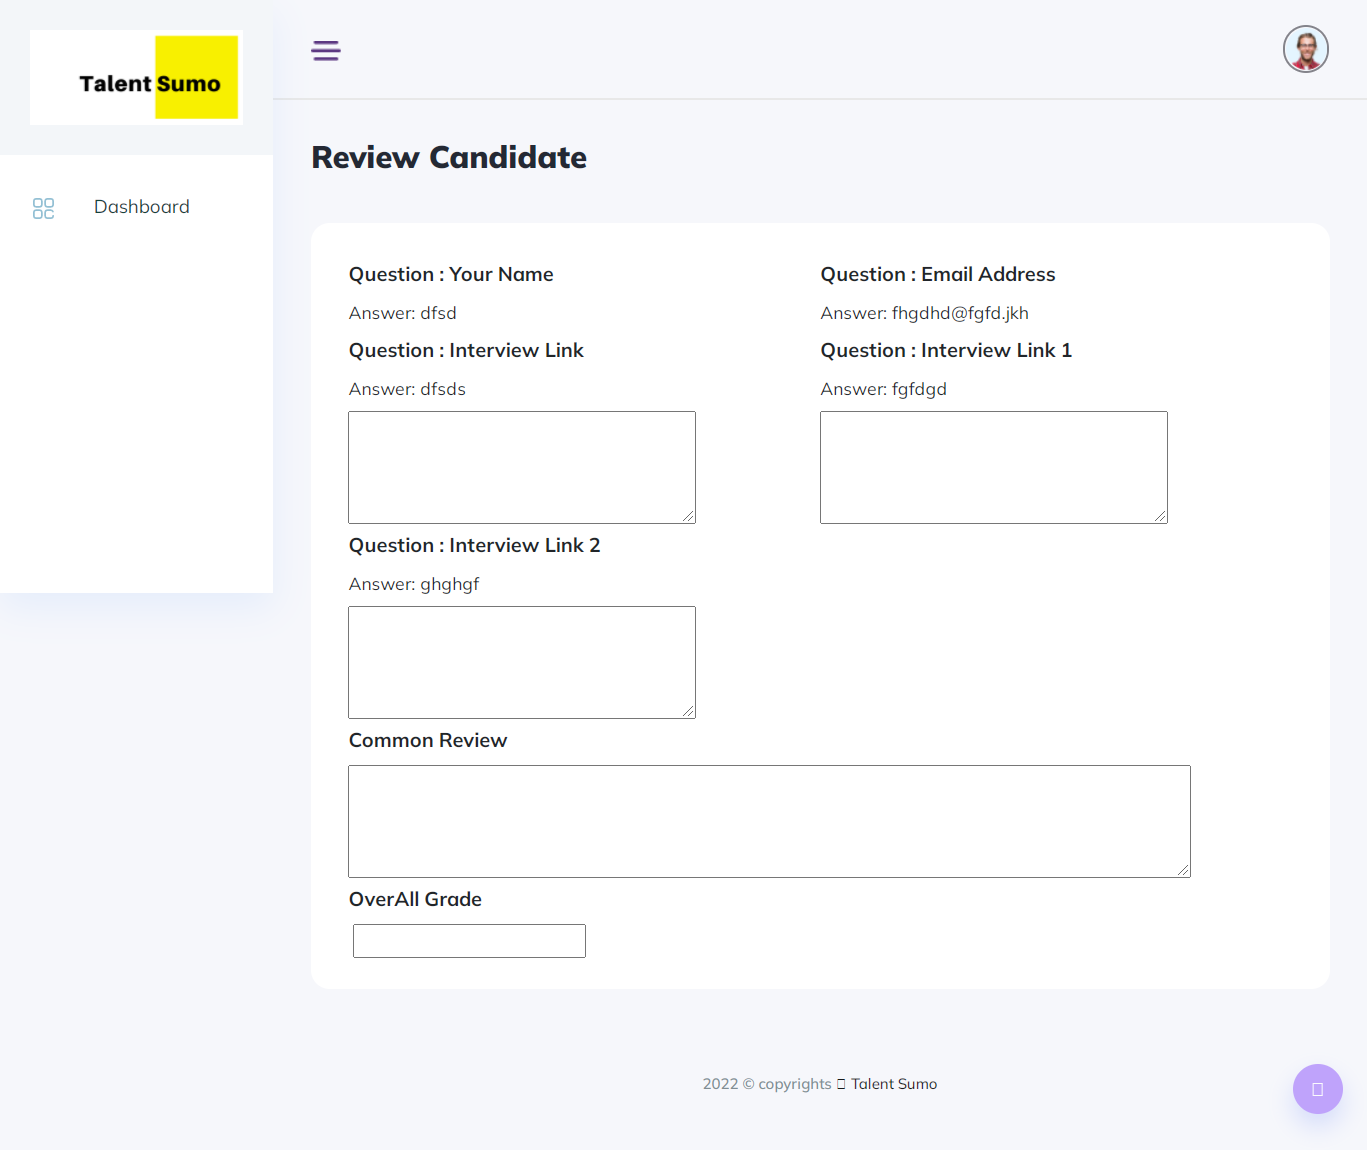 Talent Sumo
Dashboard
Review Candidate
Question : Your Name
Answer: dfsd
Question : Email Address
Answer: fhgdhd@fgfd.jkh
Question : Interview Link
Answer: dfsds
Question : Interview Link 1
Answer: fgfdgd
Question : Interview Link 2
Answer: ghghgf
Common Review
OverAll Grade
2022 © copyrights Talent Sumo